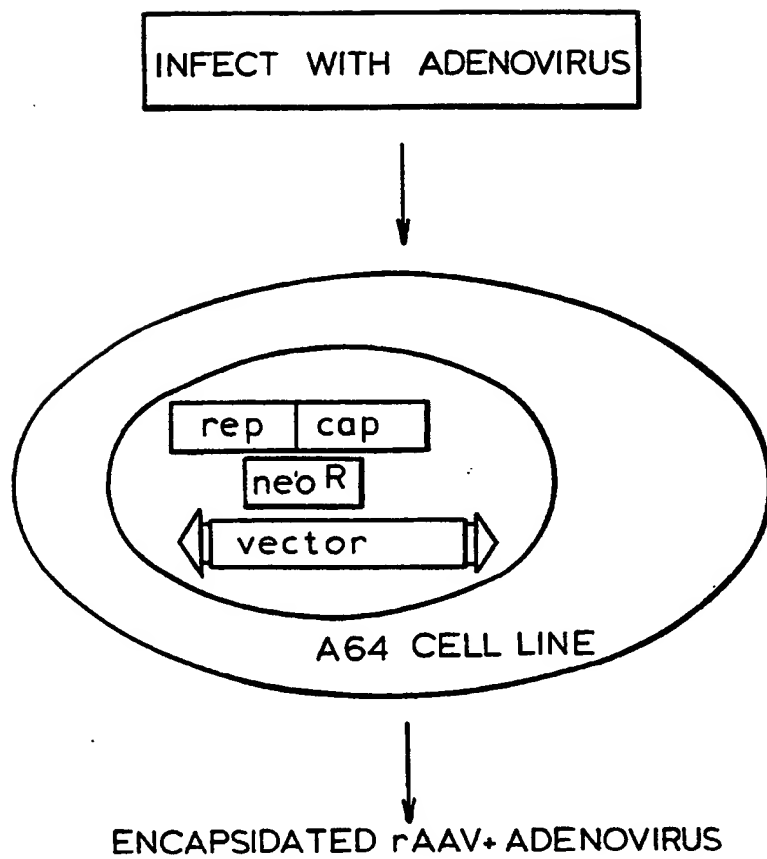 INFECT WITH ADENOVIRUS
rep cap
neo R
vector
A64 CELL LINE
ENCAPSIDATED rAAV+ ADENOVIRUS